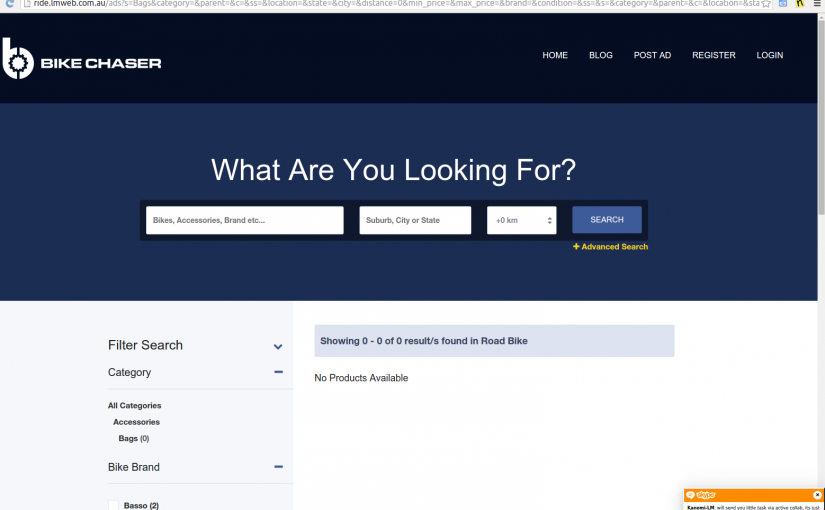 ride.lmweb.com.au/ads?s=Bags&category=&parent=&c=&ss=&location=&state=&city=&distance=0&min_price=&max_price=&brand=&condition=&ss=&s=&category=&parent=&c=&location=&sta
BIKE CHASER
HOME BLOG POST AD REGISTER LOGIN
What Are You Looking For?
Bikes, Accessories, Brand etc... Suburb, City or State +0 km SEARCH
+ Advanced Search
Filter Search
Category
All Categories
Accessories
Bags (0)
Bike Brand
Basso (2)
Showing 0 - 0 of 0 result/s found in Road Bike
No Products Available
skype
Kanomi-LM: will send you little task via active collab, its just